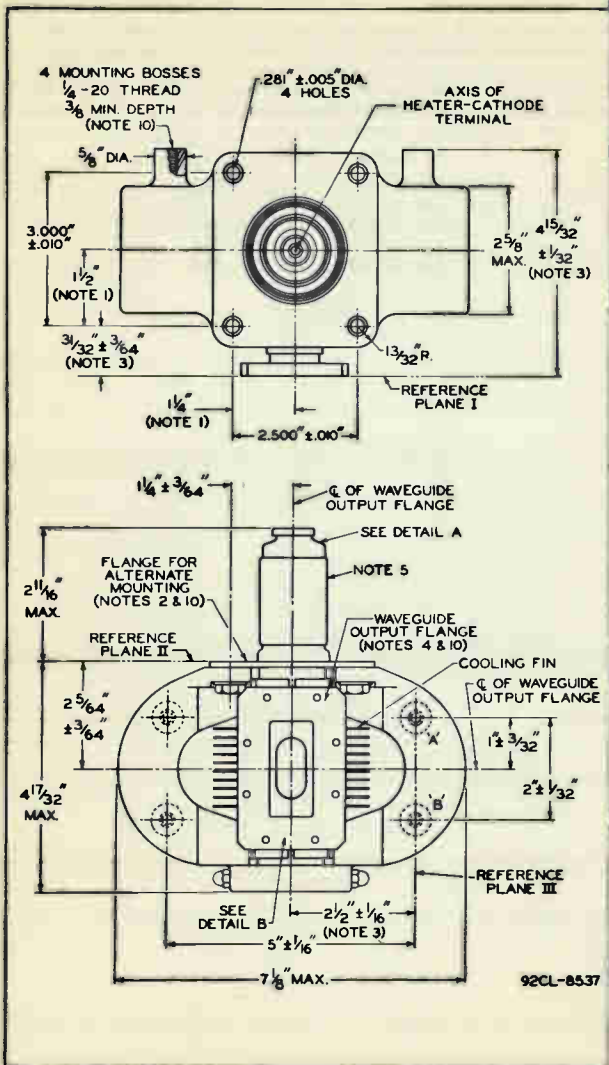 4 MOUNTING BOSSES
1/4 -20 THREAD
3/8 MIN. DEPTH
(NOTE 10)
5/8" DIA.
.281" ±.005" DIA.
4 HOLES
AXIS OF
HEATER-CATHODE
TERMINAL
3.000"
±.010"
1 1/2"
(NOTE 1)
31/32" ± 3/64"
(NOTE 3)
2 5/8"
MAX.
4 15/32"
± 1/32"
(NOTE 3)
13/32" R.
REFERENCE
PLANE I
1 1/4"
(NOTE 1)
2.500" ±.010"
1 1/4" ± 3/64"
℄ OF WAVEGUIDE
OUTPUT FLANGE
SEE DETAIL A
NOTE 5
2 11/16"
MAX.
FLANGE FOR
ALTERNATE
MOUNTING
(NOTES 2 & 10)
WAVEGUIDE
OUTPUT FLANGE
(NOTES 4 & 10)
REFERENCE
PLANE II
COOLING FIN
℄ OF WAVEGUIDE
OUTPUT FLANGE
2 5/64"
± 3/64"
4 17/32"
MAX.
'A'
1" ± 3/32"
2" ± 1/32"
'B'
REFERENCE
PLANE III
SEE
DETAIL B
2 1/2" ± 1/16"
(NOTE 3)
5" ± 1/16"
7 1/8" MAX.
92CL-8537